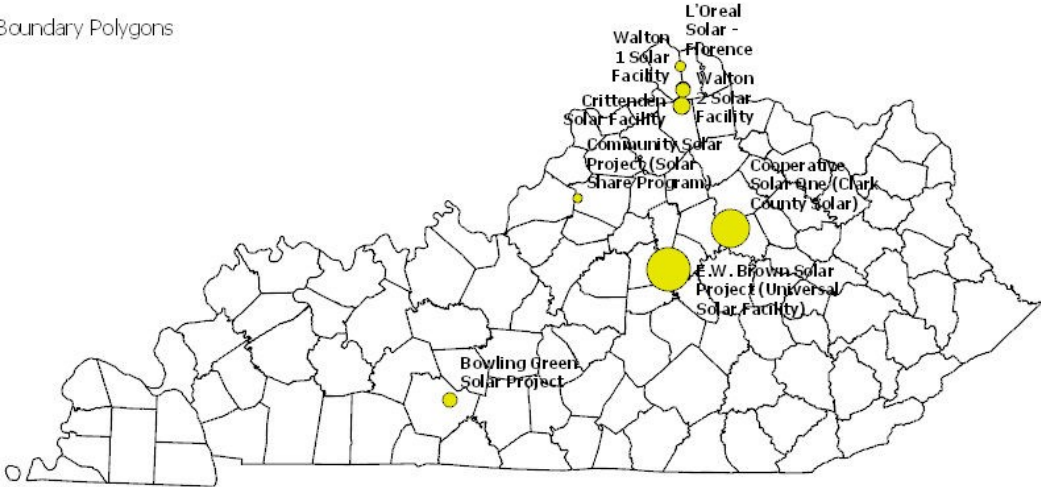 Boundary Polygons
L'Oreal
Solar -
Florence
Walton
1 Solar
Facility
Walton
2 Solar
Facility
Crittenden
Solar Facility
Community Solar
Project (Solar
Share Program)
Cooperative
Solar One (Clark
County Solar)
E.W. Brown Solar
Project (Universal
Solar Facility)
Bowling Green
Solar Project